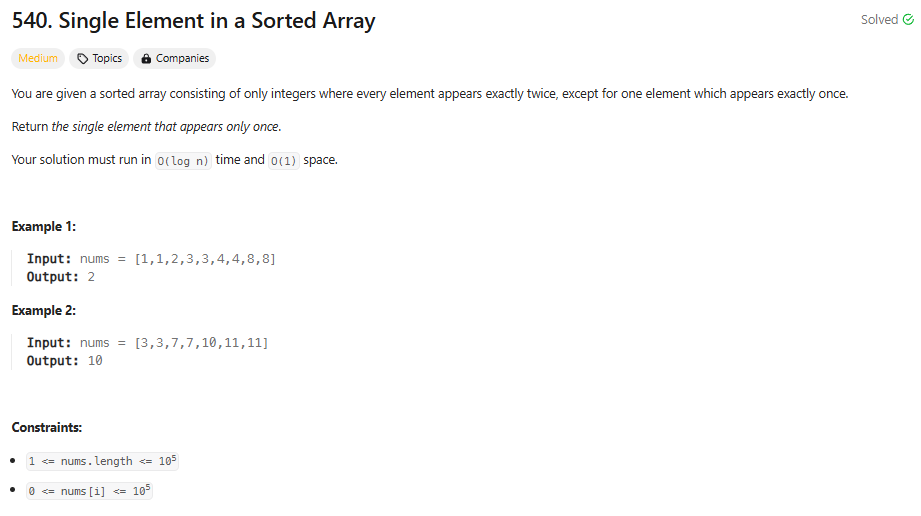 540. Single Element in a Sorted Array
Solved
Medium Topics Companies
You are given a sorted array consisting of only integers where every element appears exactly twice, except for one element which appears exactly once.
Return the single element that appears only once.
Your solution must run in O(log n) time and O(1) space.
Example 1:
Input: nums = [1,1,2,3,3,4,4,8,8]
Output: 2
Example 2:
Input: nums = [3,3,7,7,10,11,11]
Output: 10
Constraints:
• 1 <= nums.length <= 10⁵
• 0 <= nums[i] <= 10⁵